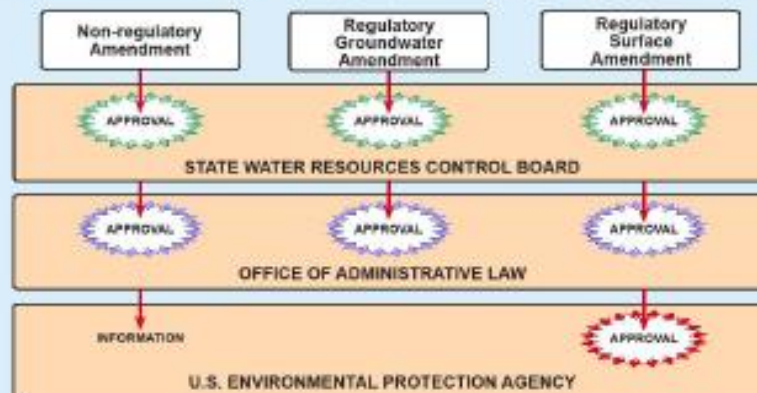 Non-regulatory
Amendment
Regulatory
Groundwater
Amendment
Regulatory
Surface
Amendment
APPROVAL
APPROVAL
APPROVAL
STATE WATER RESOURCES CONTROL BOARD
APPROVAL
APPROVAL
APPROVAL
OFFICE OF ADMINISTRATIVE LAW
INFORMATION
APPROVAL
U.S. ENVIRONMENTAL PROTECTION AGENCY